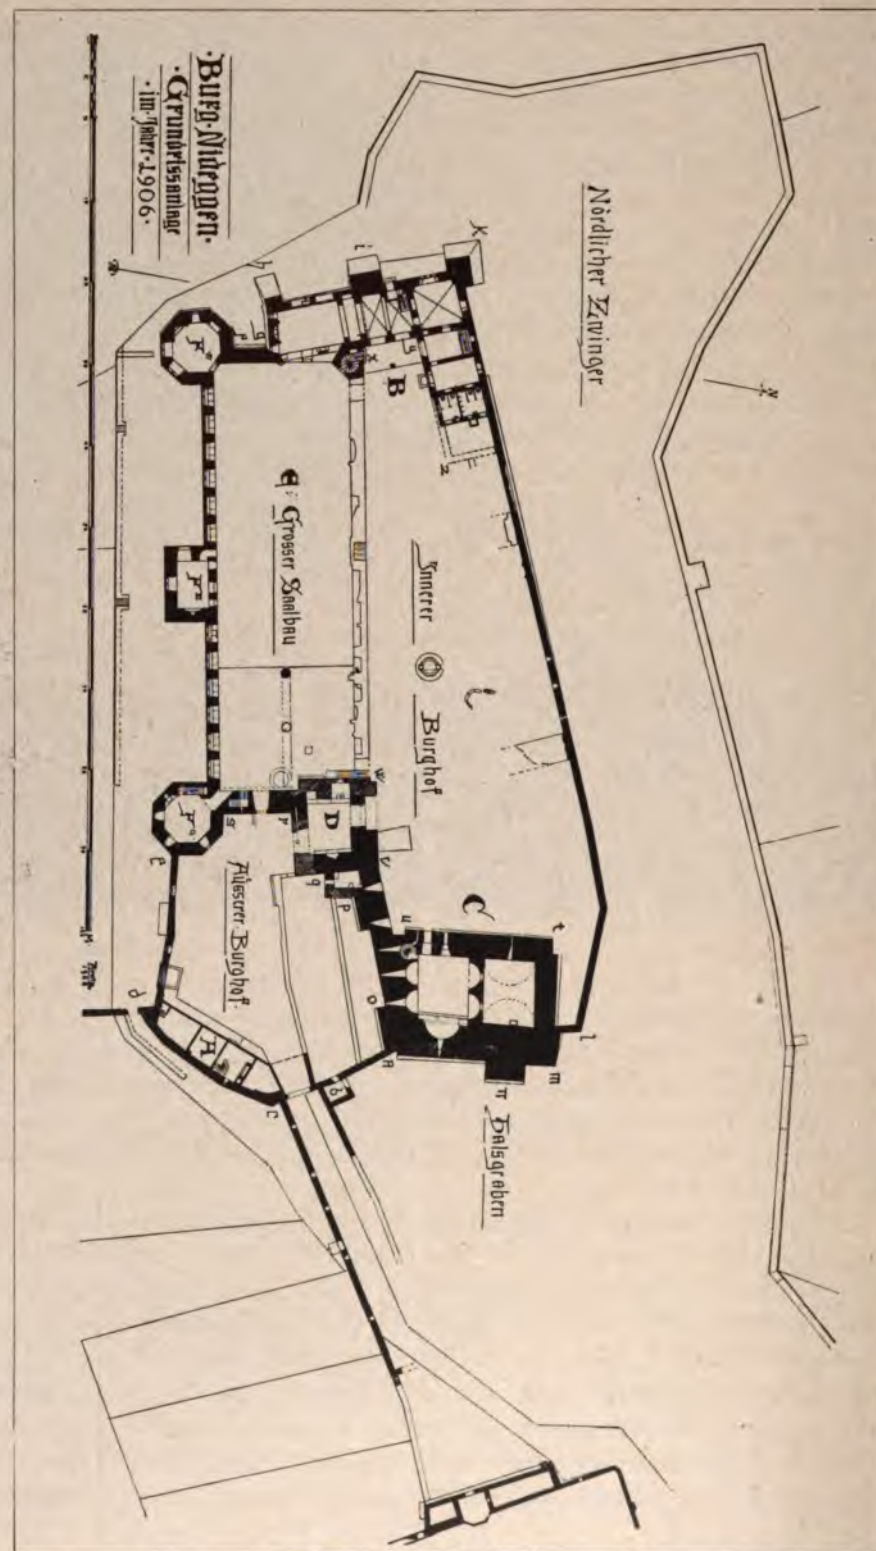 ·Burg·Nideggen·
·Grundrissanlage
·im·Jahre·1906·
Nördlicher Zwinger
h
i
k
B
x
y
z
g
F
E: Grosser Saalbau
Innerer Burghof
F
w
D
v
r
s
F
e
q
p
Äusserer Burghof.
C
u
t
o
l
m
n
Halsgraben
d
A
b
c